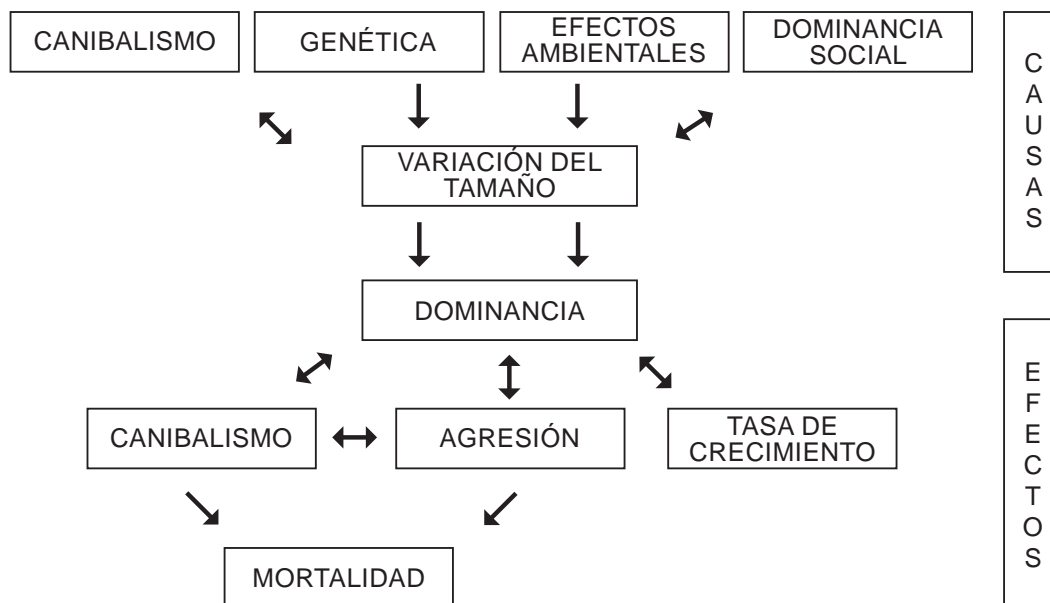 CANIBALISMO
GENÉTICA
EFECTOS
AMBIENTALES
DOMINANCIA
SOCIAL
C
A
U
S
A
S
VARIACIÓN DEL
TAMAÑO
DOMINANCIA
E
F
E
C
T
O
S
CANIBALISMO
AGRESIÓN
TASA DE
CRECIMIENTO
MORTALIDAD